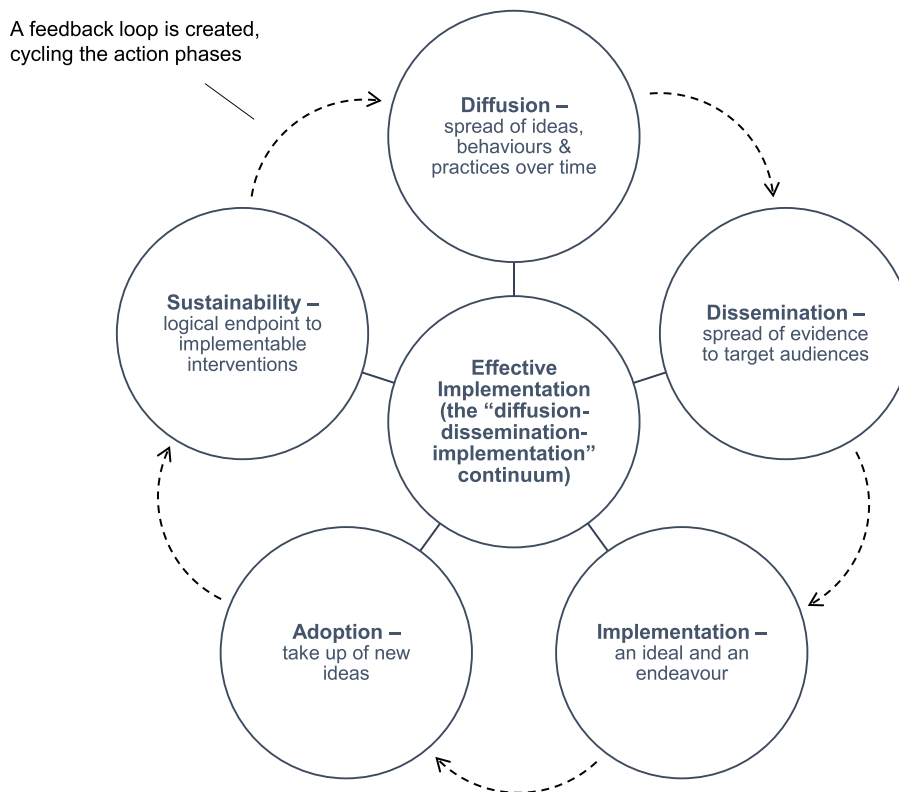 A feedback loop is created,
cycling the action phases
Diffusion –
spread of ideas,
behaviours &
practices over time
Dissemination –
spread of evidence
to target audiences
Implementation –
an ideal and an
endeavour
Adoption –
take up of new
ideas
Sustainability –
logical endpoint to
implementable
interventions
Effective
Implementation
(the “diffusion-
dissemination-
implementation”
continuum)